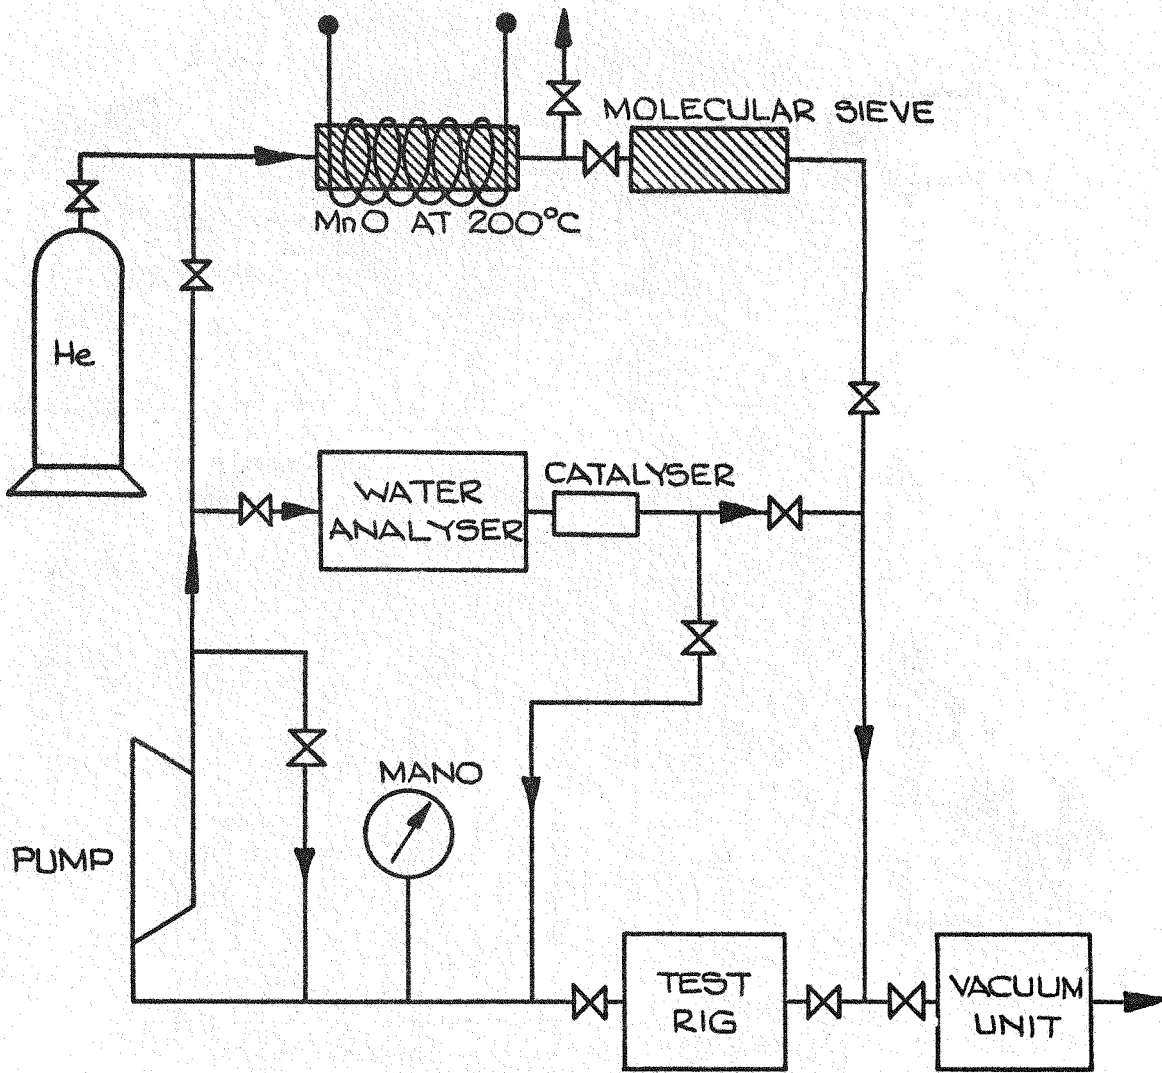 MOLECULAR SIEVE
MnO AT 200°C
He
CATALYSER
WATER
ANALYSER
MANO
PUMP
TEST
RIG
VACUUM
UNIT